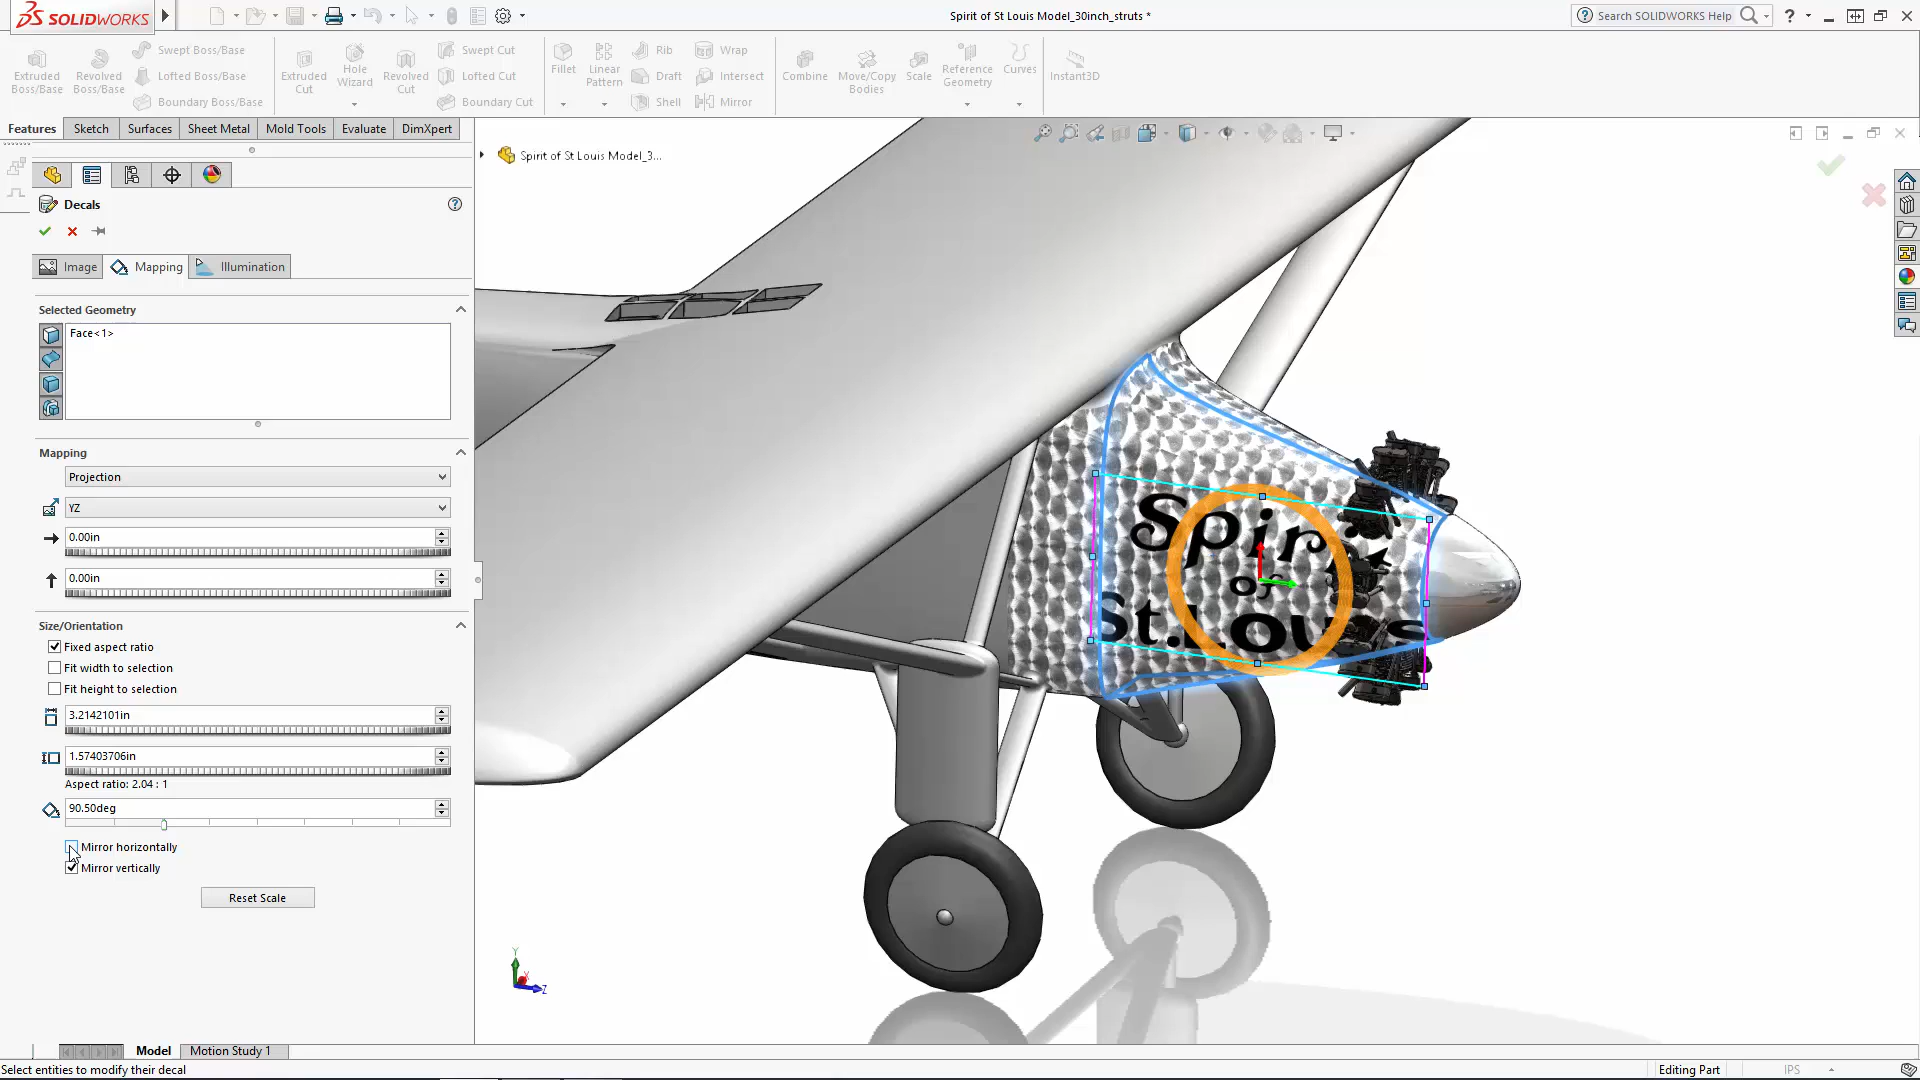 SOLIDWORKS
Spirit of St Louis Model_30inch_struts *
Search SOLIDWORKS Help
Extruded Boss/Base
Revolved Boss/Base
Swept Boss/Base
Lofted Boss/Base
Boundary Boss/Base
Extruded Cut
Hole Wizard
Revolved Cut
Swept Cut
Lofted Cut
Boundary Cut
Fillet
Linear Pattern
Rib
Draft
Shell
Wrap
Intersect
Mirror
Combine
Move/Copy Bodies
Scale
Reference Geometry
Curves
Instant3D
Features
Sketch
Surfaces
Sheet Metal
Mold Tools
Evaluate
DimXpert
Spirit of St Louis Model_3...
Decals
Image
Mapping
Illumination
Selected Geometry
Face<1>
Mapping
Projection
YZ
0.00in
0.00in
Size/Orientation
Fixed aspect ratio
Fit width to selection
Fit height to selection
3.2142101in
1.57403706in
Aspect ratio: 2.04 : 1
90.50deg
Mirror horizontally
Mirror vertically
Reset Scale
Spirit
of
St. Louis
Y
X
Z
Model
Motion Study 1
Select entities to modify their decal
Editing Part
IPS